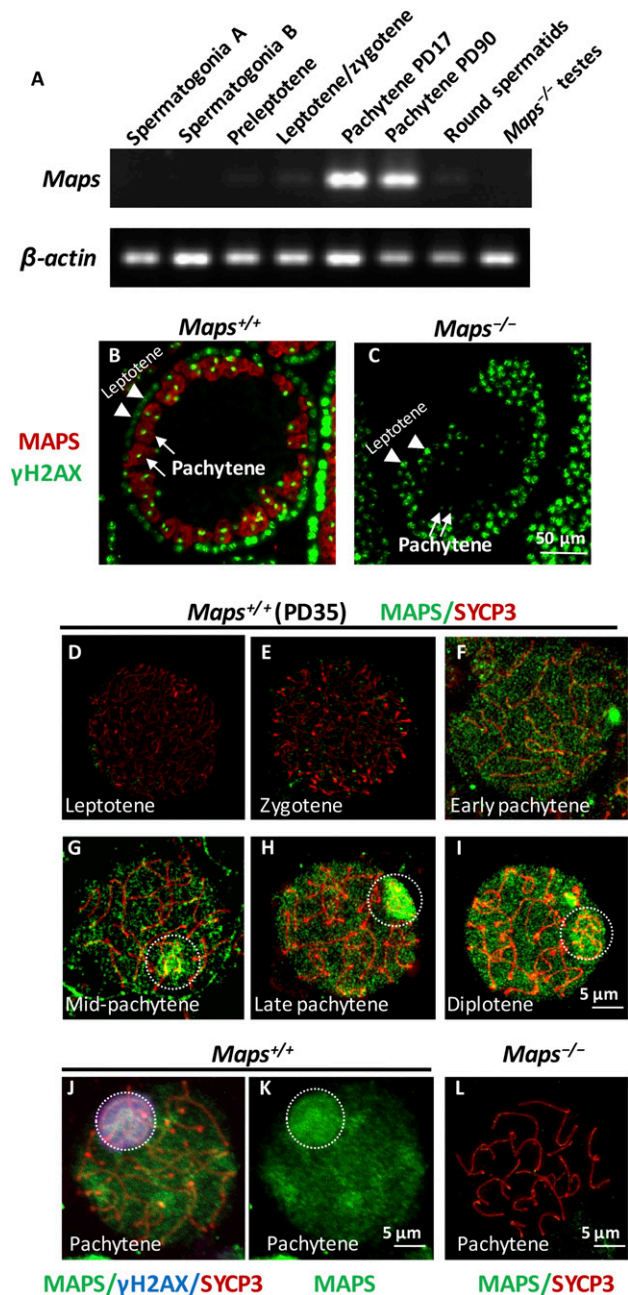 A
Spermatogonia A
Spermatogonia B
Preleptotene
Leptotene/zygotene
Pachytene PD17
Pachytene PD90
Round spermatids
Maps−/− testes
Maps
β-actin
Maps+/+
Maps−/−
B
Leptotene
Pachytene
C
Leptotene
Pachytene
50 μm
MAPS
γH2AX
Maps+/+ (PD35) MAPS/SYCP3
D
Leptotene
E
Zygotene
F
Early pachytene
G
Mid-pachytene
H
Late pachytene
I
Diplotene
5 μm
Maps+/+
Maps−/−
J
Pachytene
K
5 μm
L
Pachytene
5 μm
MAPS/γH2AX/SYCP3
MAPS
MAPS/SYCP3